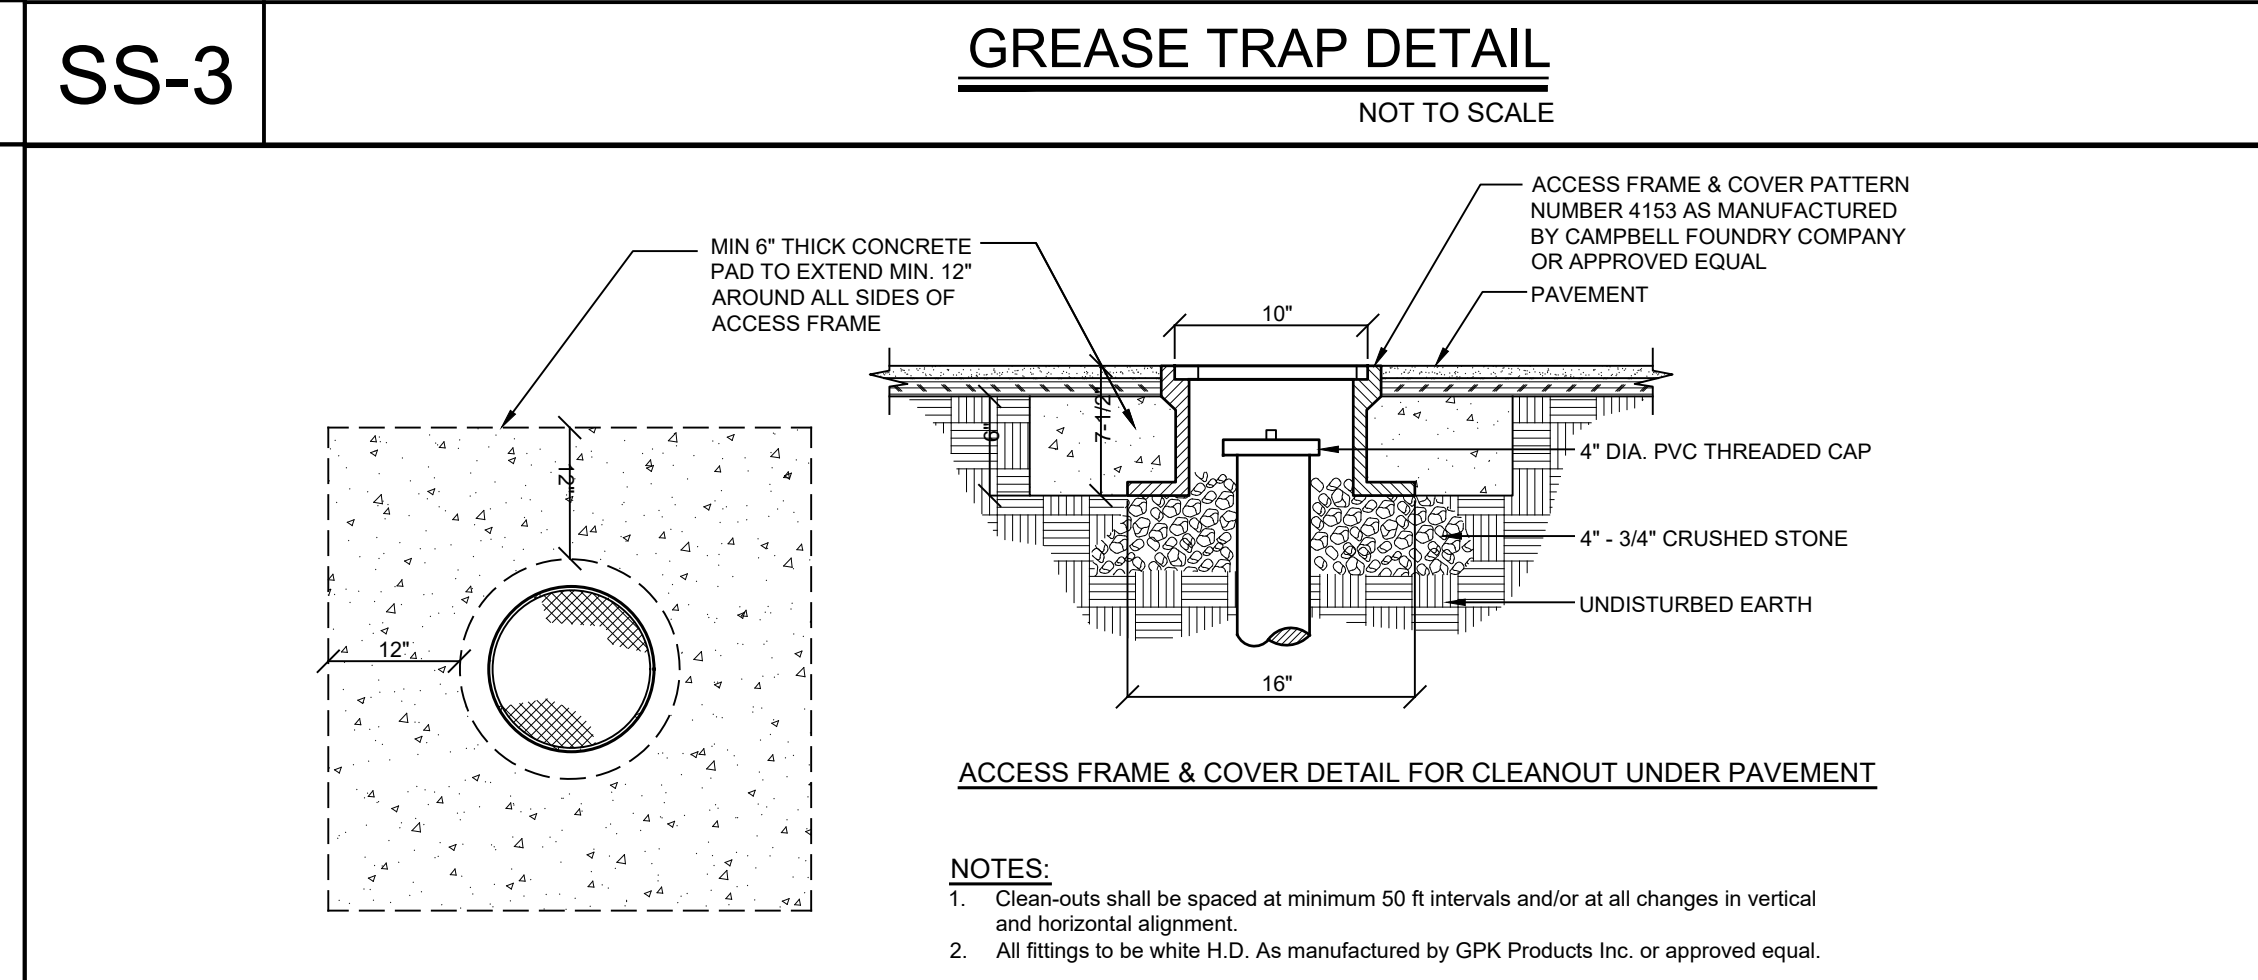 SS-3
GREASE TRAP DETAIL
NOT TO SCALE
MIN 6" THICK CONCRETE
PAD TO EXTEND MIN. 12"
AROUND ALL SIDES OF
ACCESS FRAME
ACCESS FRAME & COVER PATTERN
NUMBER 4153 AS MANUFACTURED
BY CAMPBELL FOUNDRY COMPANY
OR APPROVED EQUAL
PAVEMENT
10"
7-1/2"
6"
12"
12"
4" DIA. PVC THREADED CAP
4" - 3/4" CRUSHED STONE
UNDISTURBED EARTH
16"
ACCESS FRAME & COVER DETAIL FOR CLEANOUT UNDER PAVEMENT
NOTES:
1. Clean-outs shall be spaced at minimum 50 ft intervals and/or at all changes in vertical
and horizontal alignment.
2. All fittings to be white H.D. As manufactured by GPK Products Inc. or approved equal.